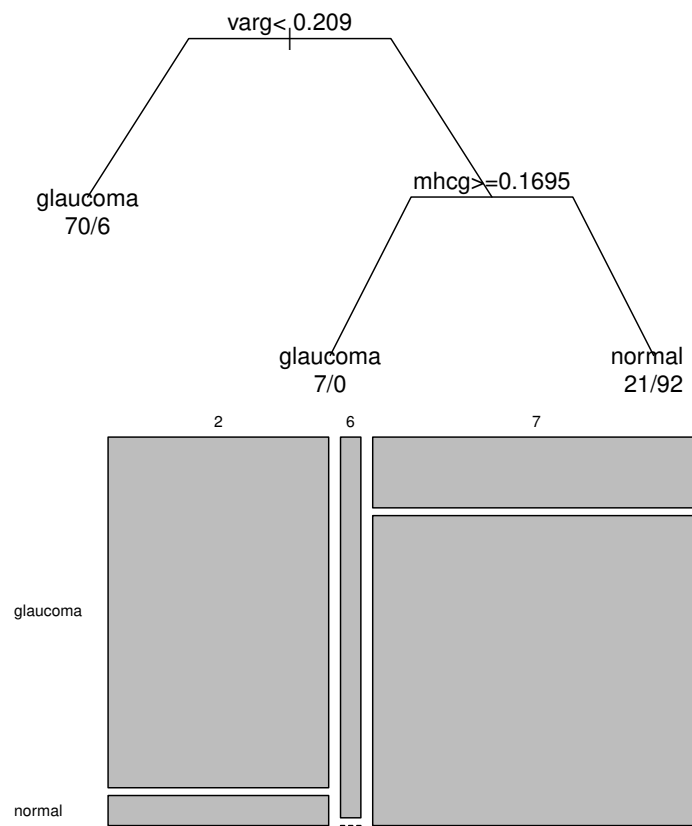 varg< 0.209
mhcg>=0.1695
glaucoma
70/6
glaucoma
7/0
normal
21/92
2 6 7
glaucoma
normal